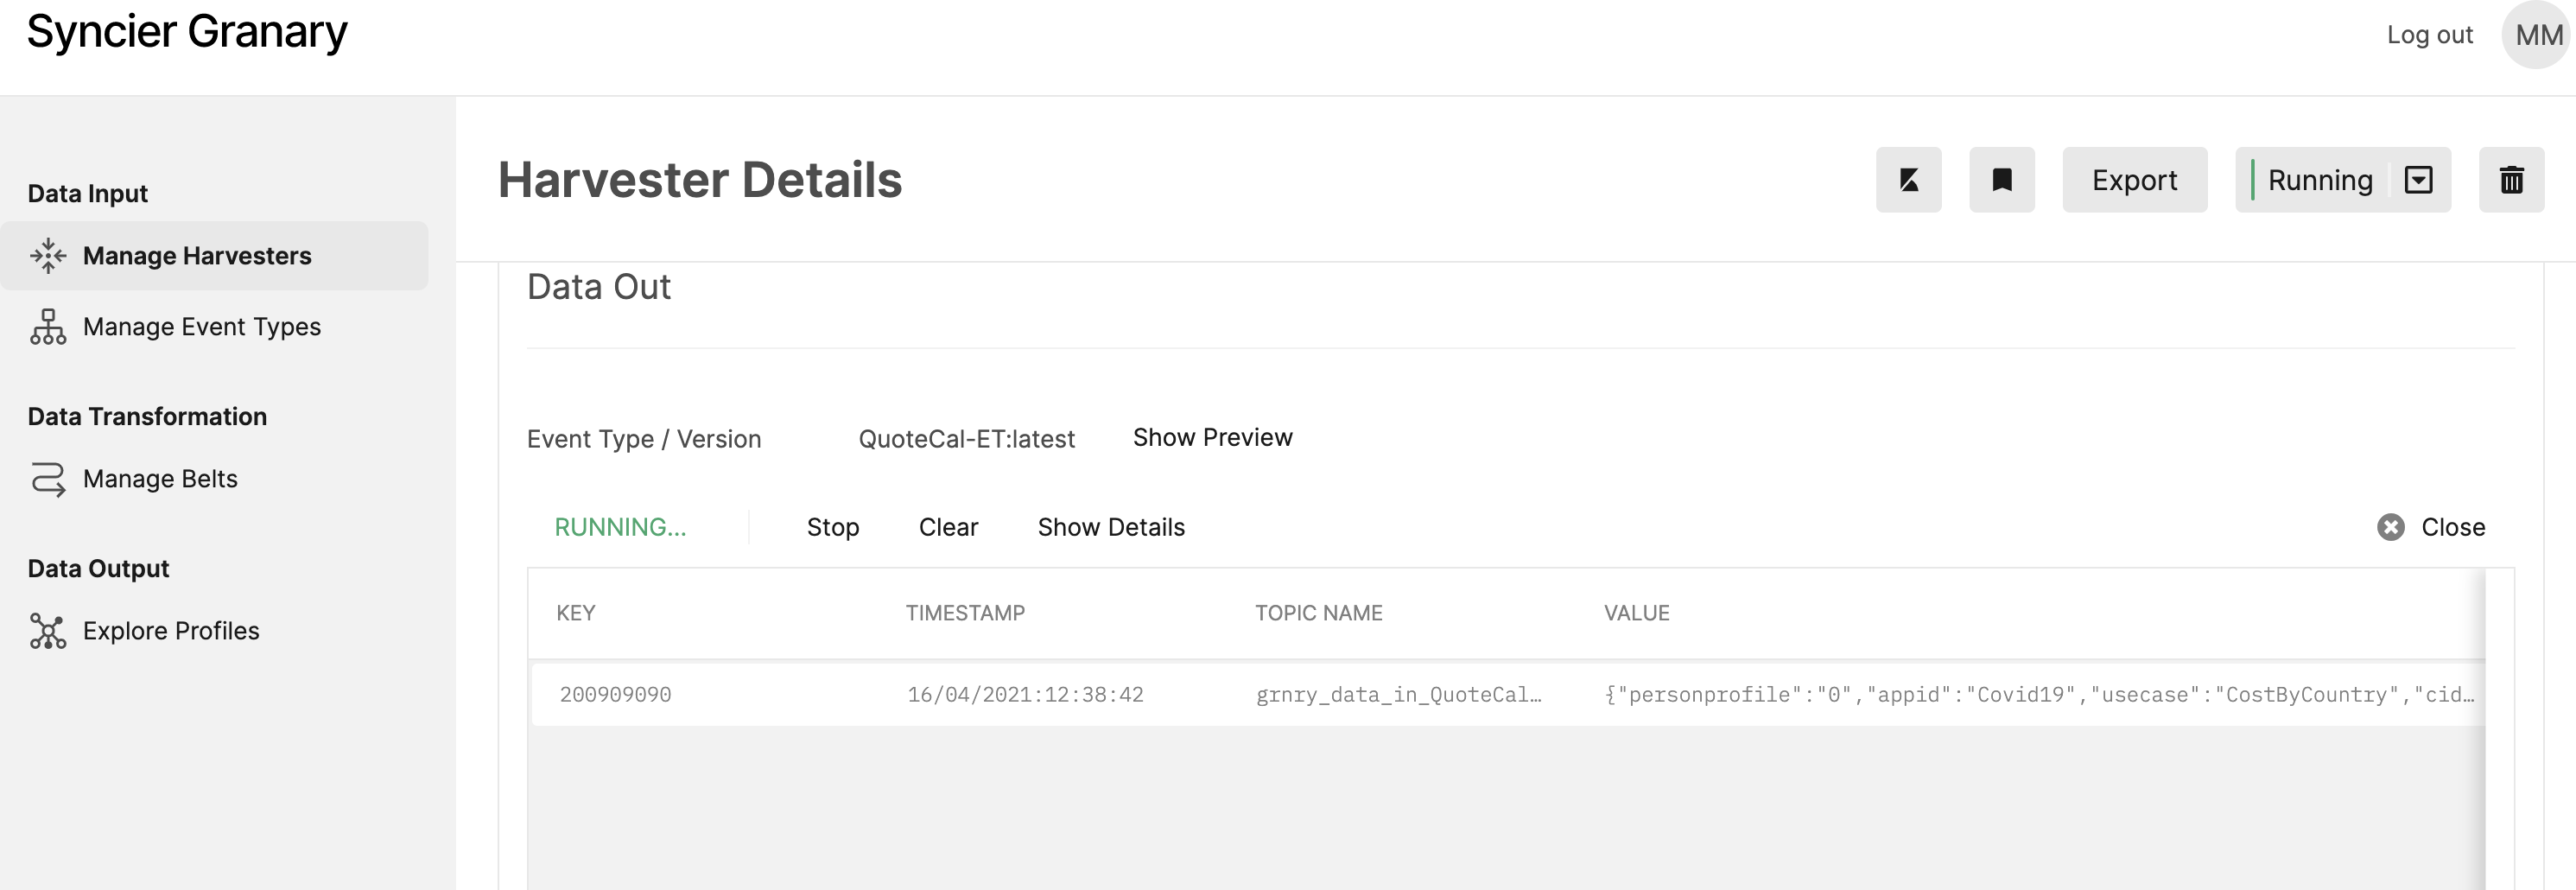 Syncier Granary
Log out
MM
Data Input
Manage Harvesters
Manage Event Types
Data Transformation
Manage Belts
Data Output
Explore Profiles
Harvester Details
Export
Running
Data Out
Event Type / Version QuoteCal-ET:latest Show Preview
RUNNING... Stop Clear Show Details Close
KEY TIMESTAMP TOPIC NAME VALUE
200909090 16/04/2021:12:38:42 grnry_data_in_QuoteCal… {"personprofile":"0","appid":"Covid19","usecase":"CostByCountry","cid…